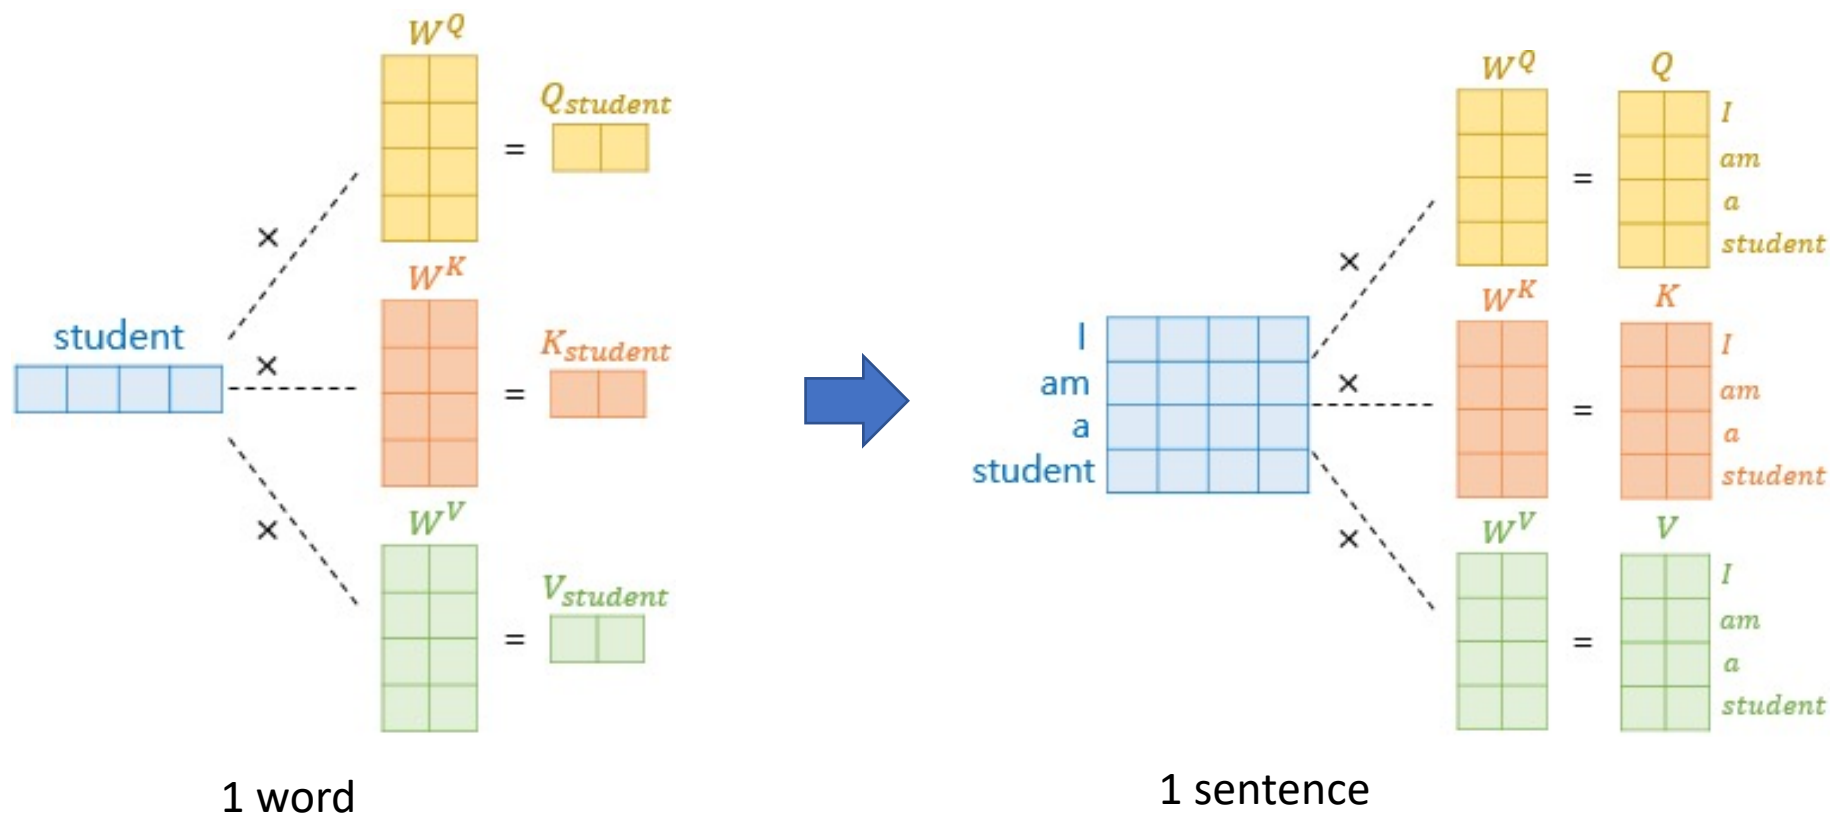 W^Q
Q_student
=
×
W^K
student
K_student
×
=
W^V
×
V_student
=
1 word
W^Q Q
I
am
=
a
student
×
W^K K
I
I
am
am
×
=
a
a
student
student
W^V V
×
I
am
=
a
student
1 sentence